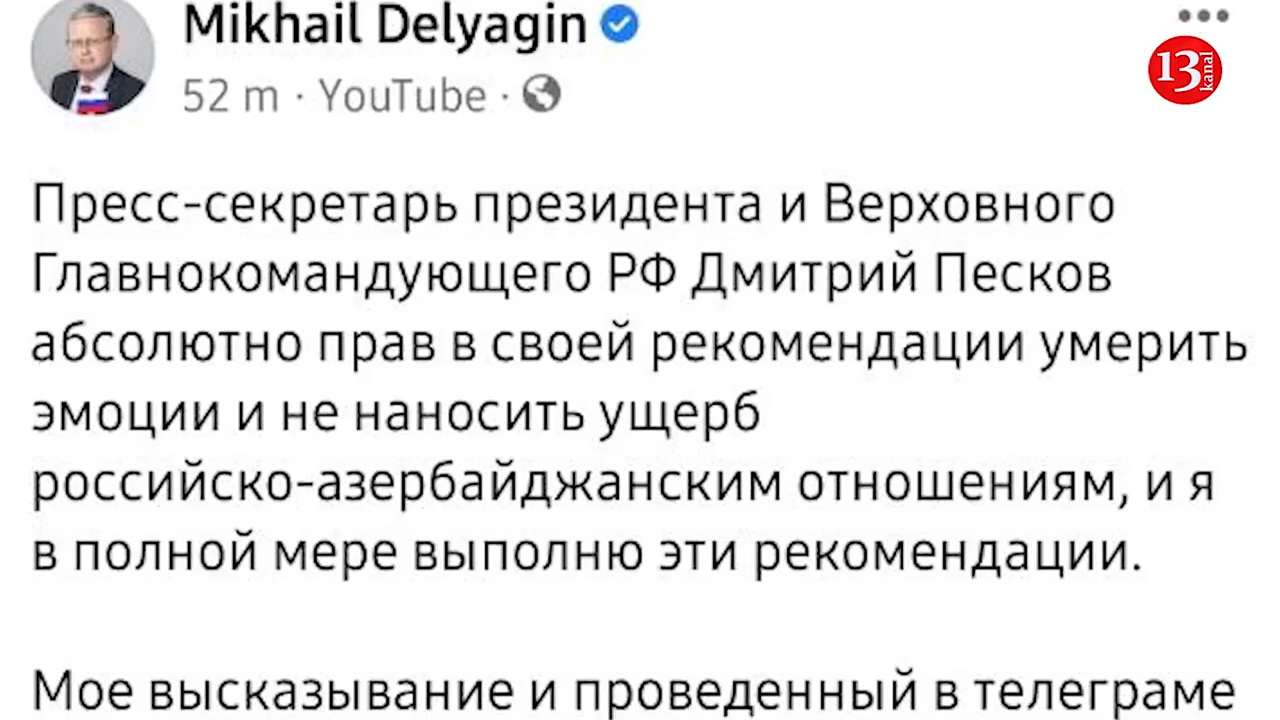 Mikhail Delyagin
52 m · YouTube ·
13 kanal
Пресс-секретарь президента и Верховного
Главнокомандующего РФ Дмитрий Песков
абсолютно прав в своей рекомендации умерить
эмоции и не наносить ущерб
российско-азербайджанским отношениям, и я
в полной мере выполню эти рекомендации.
Мое высказывание и проведенный в телеграме